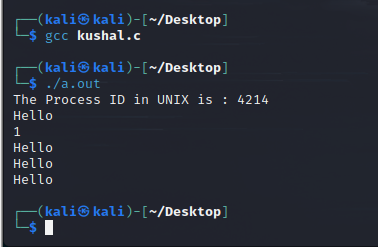 ┌──(kali㉿kali)-[~/Desktop]
└─$ gcc kushal.c
┌──(kali㉿kali)-[~/Desktop]
└─$ ./a.out
The Process ID in UNIX is : 4214
Hello
1
Hello
Hello
Hello
┌──(kali㉿kali)-[~/Desktop]
└─$